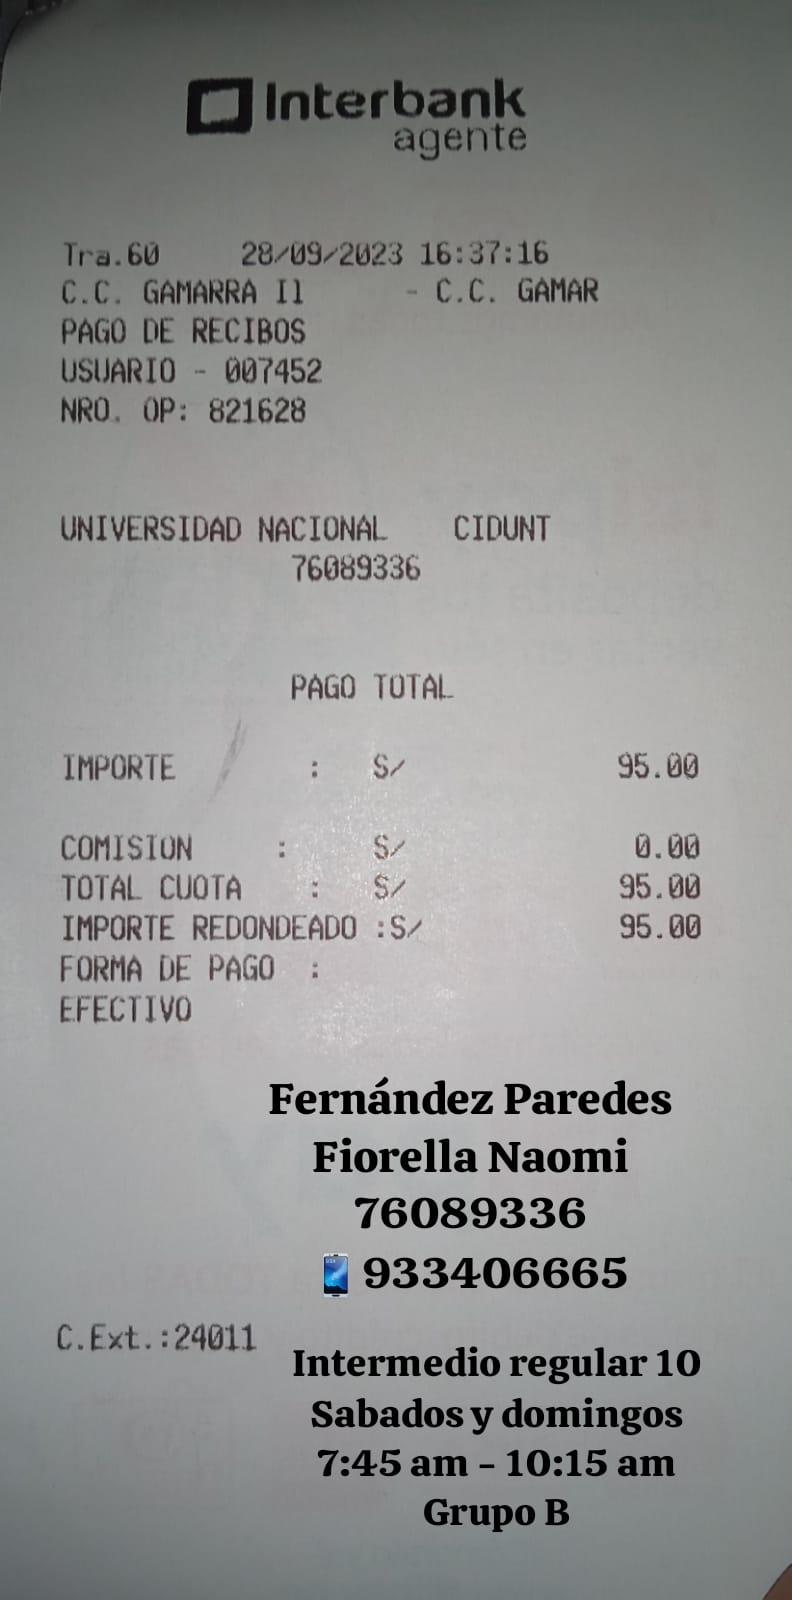 Interbank
agente
Tra.60 28/09/2023 16:37:16
C.C. GAMARRA Il - C.C. GAMAR
PAGO DE RECIBOS
USUARIO - 007452
NRO. OP: 821628
UNIVERSIDAD NACIONAL CIDUNT
76089336
PAGO TOTAL
IMPORTE : S/ 95.00
COMISION : S/ 0.00
TOTAL CUOTA : S/ 95.00
IMPORTE REDONDEADO :S/ 95.00
FORMA DE PAGO :
EFECTIVO
Fernández Paredes
Fiorella Naomi
76089336
📱933406665
C.Ext.:24011
Intermedio regular 10
Sabados y domingos
7:45 am - 10:15 am
Grupo B